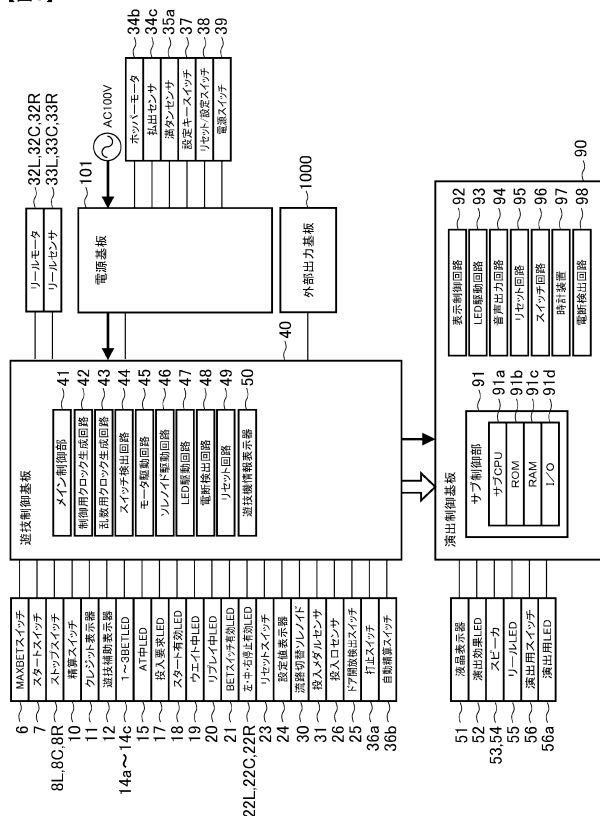 【図3】
32L,32C,32R
33L,33C,33R
リールモータ
リールセンサ
101
電源基板
AC100V
ホッパーモータ 34b
払出センサ 34c
満タンセンサ 35a
設定キースイッチ 37
リセット/設定スイッチ 38
電源スイッチ 39
外部出力基板
1000
40
遊技制御基板
メイン制御部 41
制御用クロック生成回路 42
乱数用クロック生成回路 43
スイッチ検出回路 44
モータ駆動回路 45
ソレノイド駆動回路 46
LED駆動回路 47
電断検出回路 48
リセット回路 49
遊技機情報表示器 50
6 MAXBETスイッチ
7 スタートスイッチ
8L,8C,8R ストップスイッチ
10 精算スイッチ
11 クレジット表示器
12 遊技補助表示器
14a～14c 1～3BETLED
15 AT中LED
17 投入要求LED
18 スタート有効LED
19 ウエイト中LED
20 リプレイ中LED
21 BETスイッチ有効LED
22L,22C,22R 左・中・右停止有効LED
23 リセットスイッチ
24 設定値表示器
30 流路切替ソレノイド
31 投入メダルセンサ
26 投入口センサ
25 ドア開放検出スイッチ
36a 打止スイッチ
36b 自動精算スイッチ
90
演出制御基板
サブ制御部 91
サブCPU 91a
ROM 91b
RAM 91c
I/O 91d
表示制御回路 92
LED駆動回路 93
音声出力回路 94
リセット回路 95
スイッチ回路 96
時計装置 97
電断検出回路 98
51 液晶表示器
52 演出効果LED
53,54 スピーカ
55 リールLED
56 演出用スイッチ
56a 演出用LED